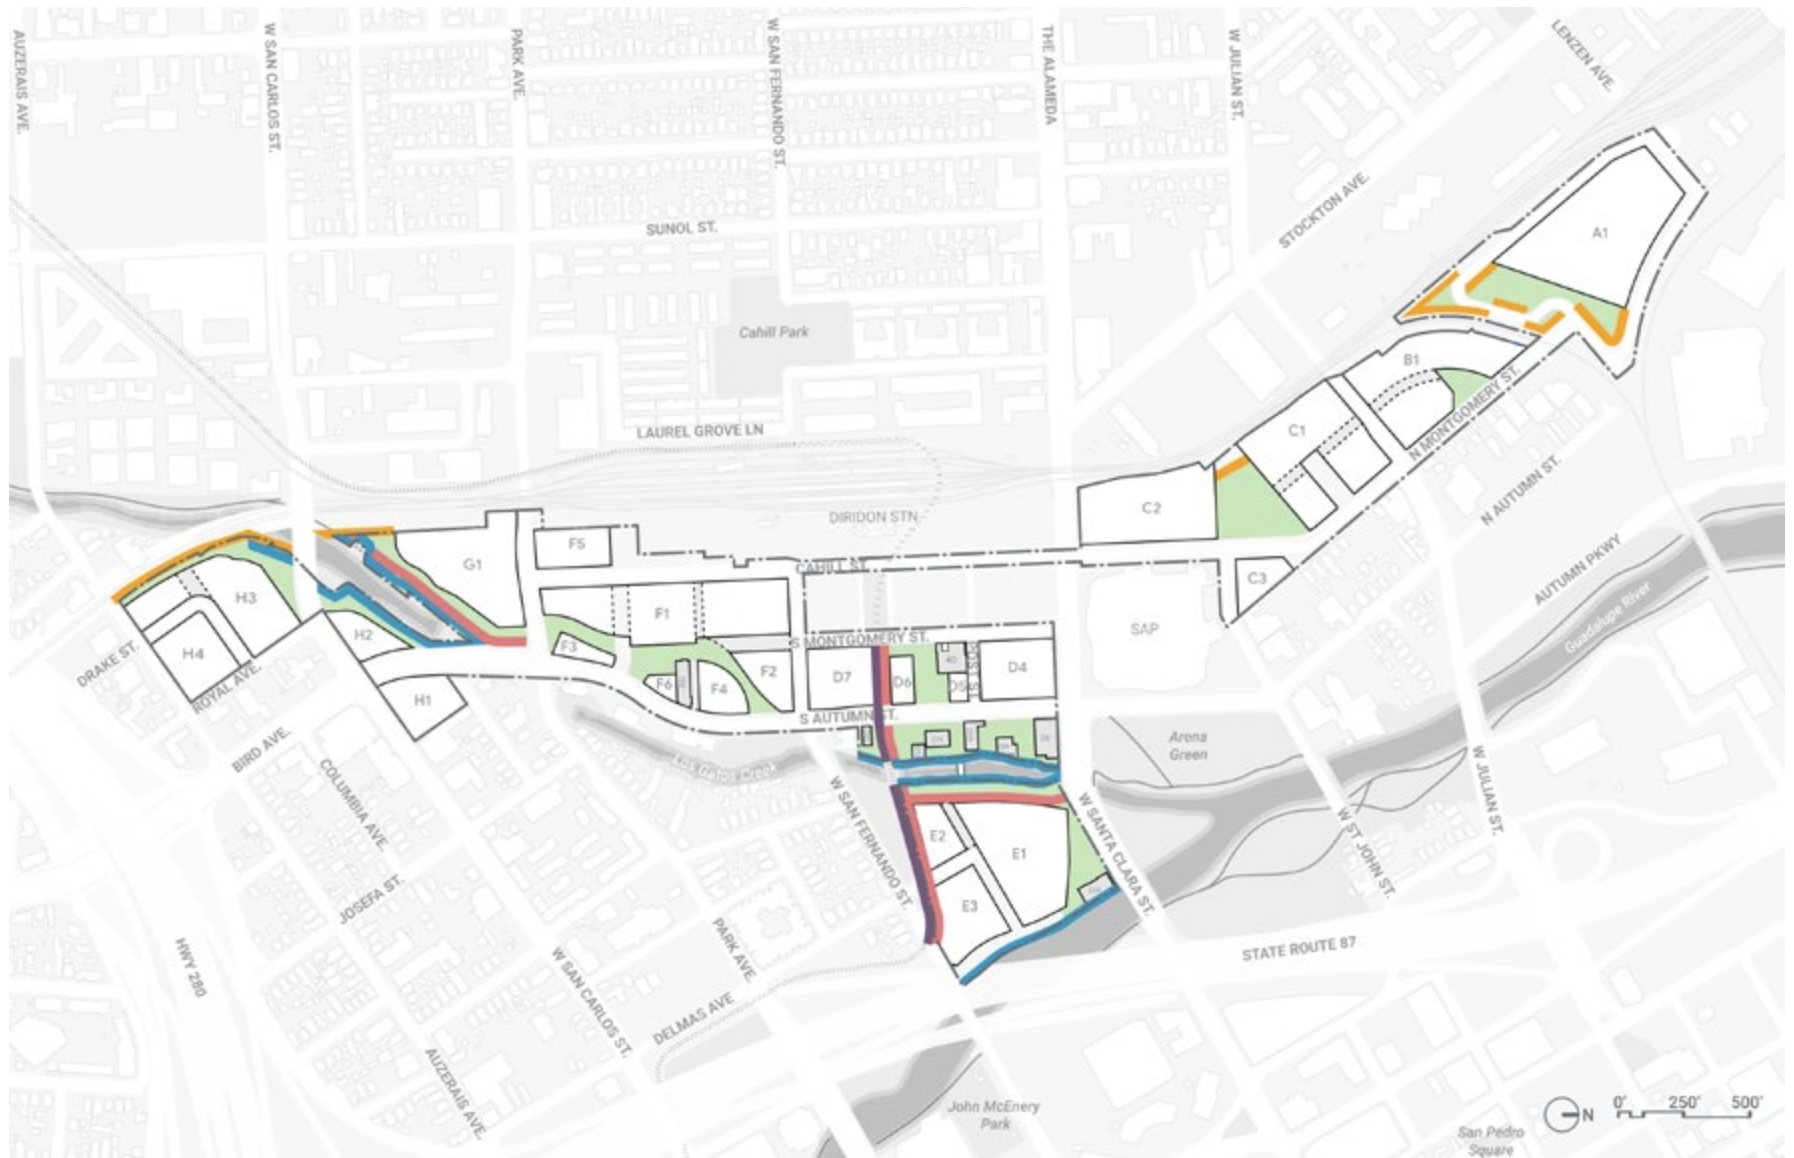 AUZERAIS AVE.
W SAN CARLOS ST.
PARK AVE.
W SAN FERNANDO ST.
THE ALAMEDA
W JULIAN ST.
LENZEN AVE.
STOCKTON AVE.
SUNOL ST.
A1
Cahill Park
B1
LAUREL GROVE LN
C1
N MONTGOMERY ST.
N AUTUMN ST.
C2
DIRIDON STN.
F5
G1
CAHILL ST.
C3
AUTUMN PKWY
Guadalupe River
H3
F1
H2
SAP
S MONTGOMERY ST.
F3
H4
DRAKE ST.
ROYAL AVE.
H1
F6
F4
F2
D7
D6
40
D5
POST ST.
D4
S AUTUMN ST.
BIRD AVE.
Los Gatos Creek
Arena
Green
COLUMBIA AVE.
W SAN FERNANDO ST.
W SANTA CLARA ST.
W ST JOHN ST.
W JULIAN ST.
E2
E1
E3
JOSEFA ST.
HWY 280
W SAN CARLOS ST.
PARK AVE.
DELMAS AVE
STATE ROUTE 87
AUZERAIS AVE.
John McEnery
Park
San Pedro
Square
N
0' 250' 500'